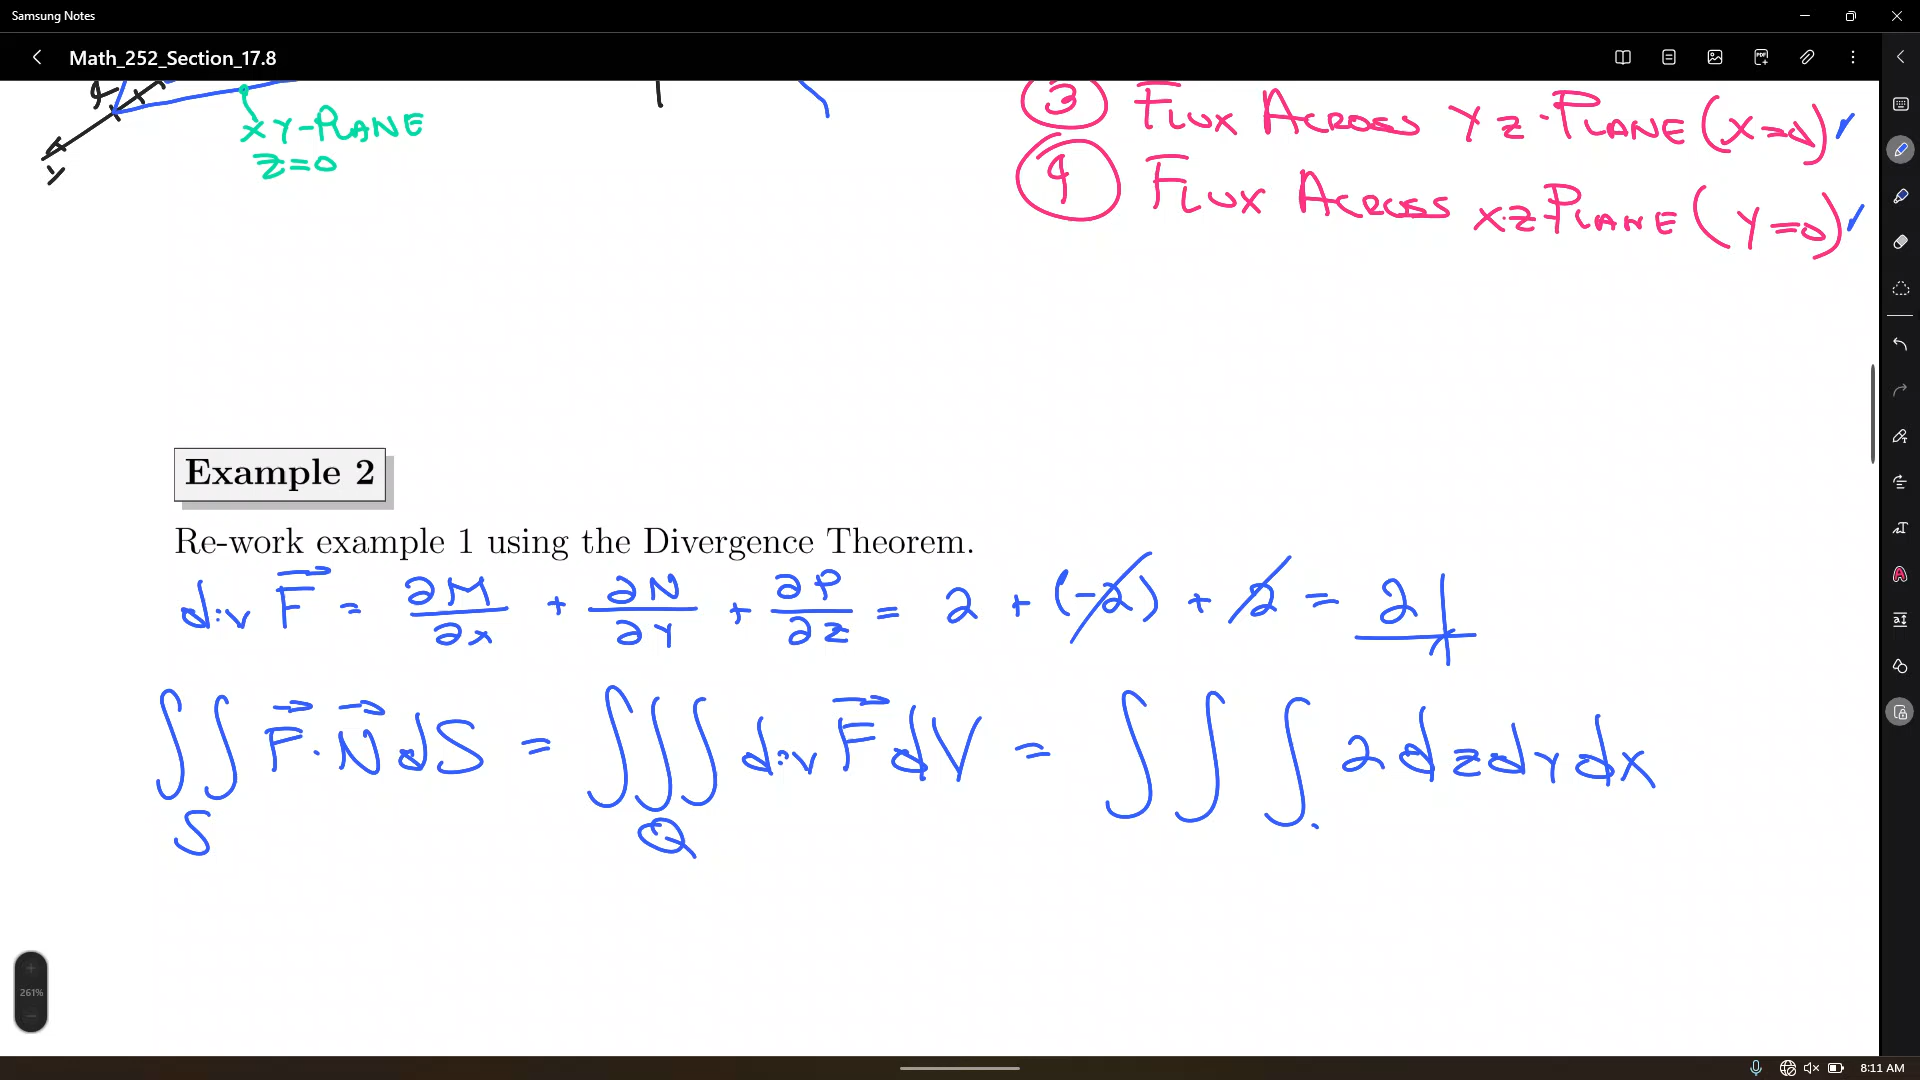 Samsung Notes
Math_252_Section_17.8
XY-PLANE
Z=0
Y
③ FLUX ACROSS YZ-PLANE (X=0) ✓
④ FLUX ACROSS XZ-PLANE (Y=0) ✓
Example 2
Re-work example 1 using the Divergence Theorem.
div F⃗ = ∂M/∂x + ∂N/∂Y + ∂P/∂z = 2 + (-2) + 2 = 2
∫∫_S F⃗·N⃗ dS = ∫∫∫_Q div F⃗ dV = ∫∫∫ 2 dz dY dX
261%
8:11 AM